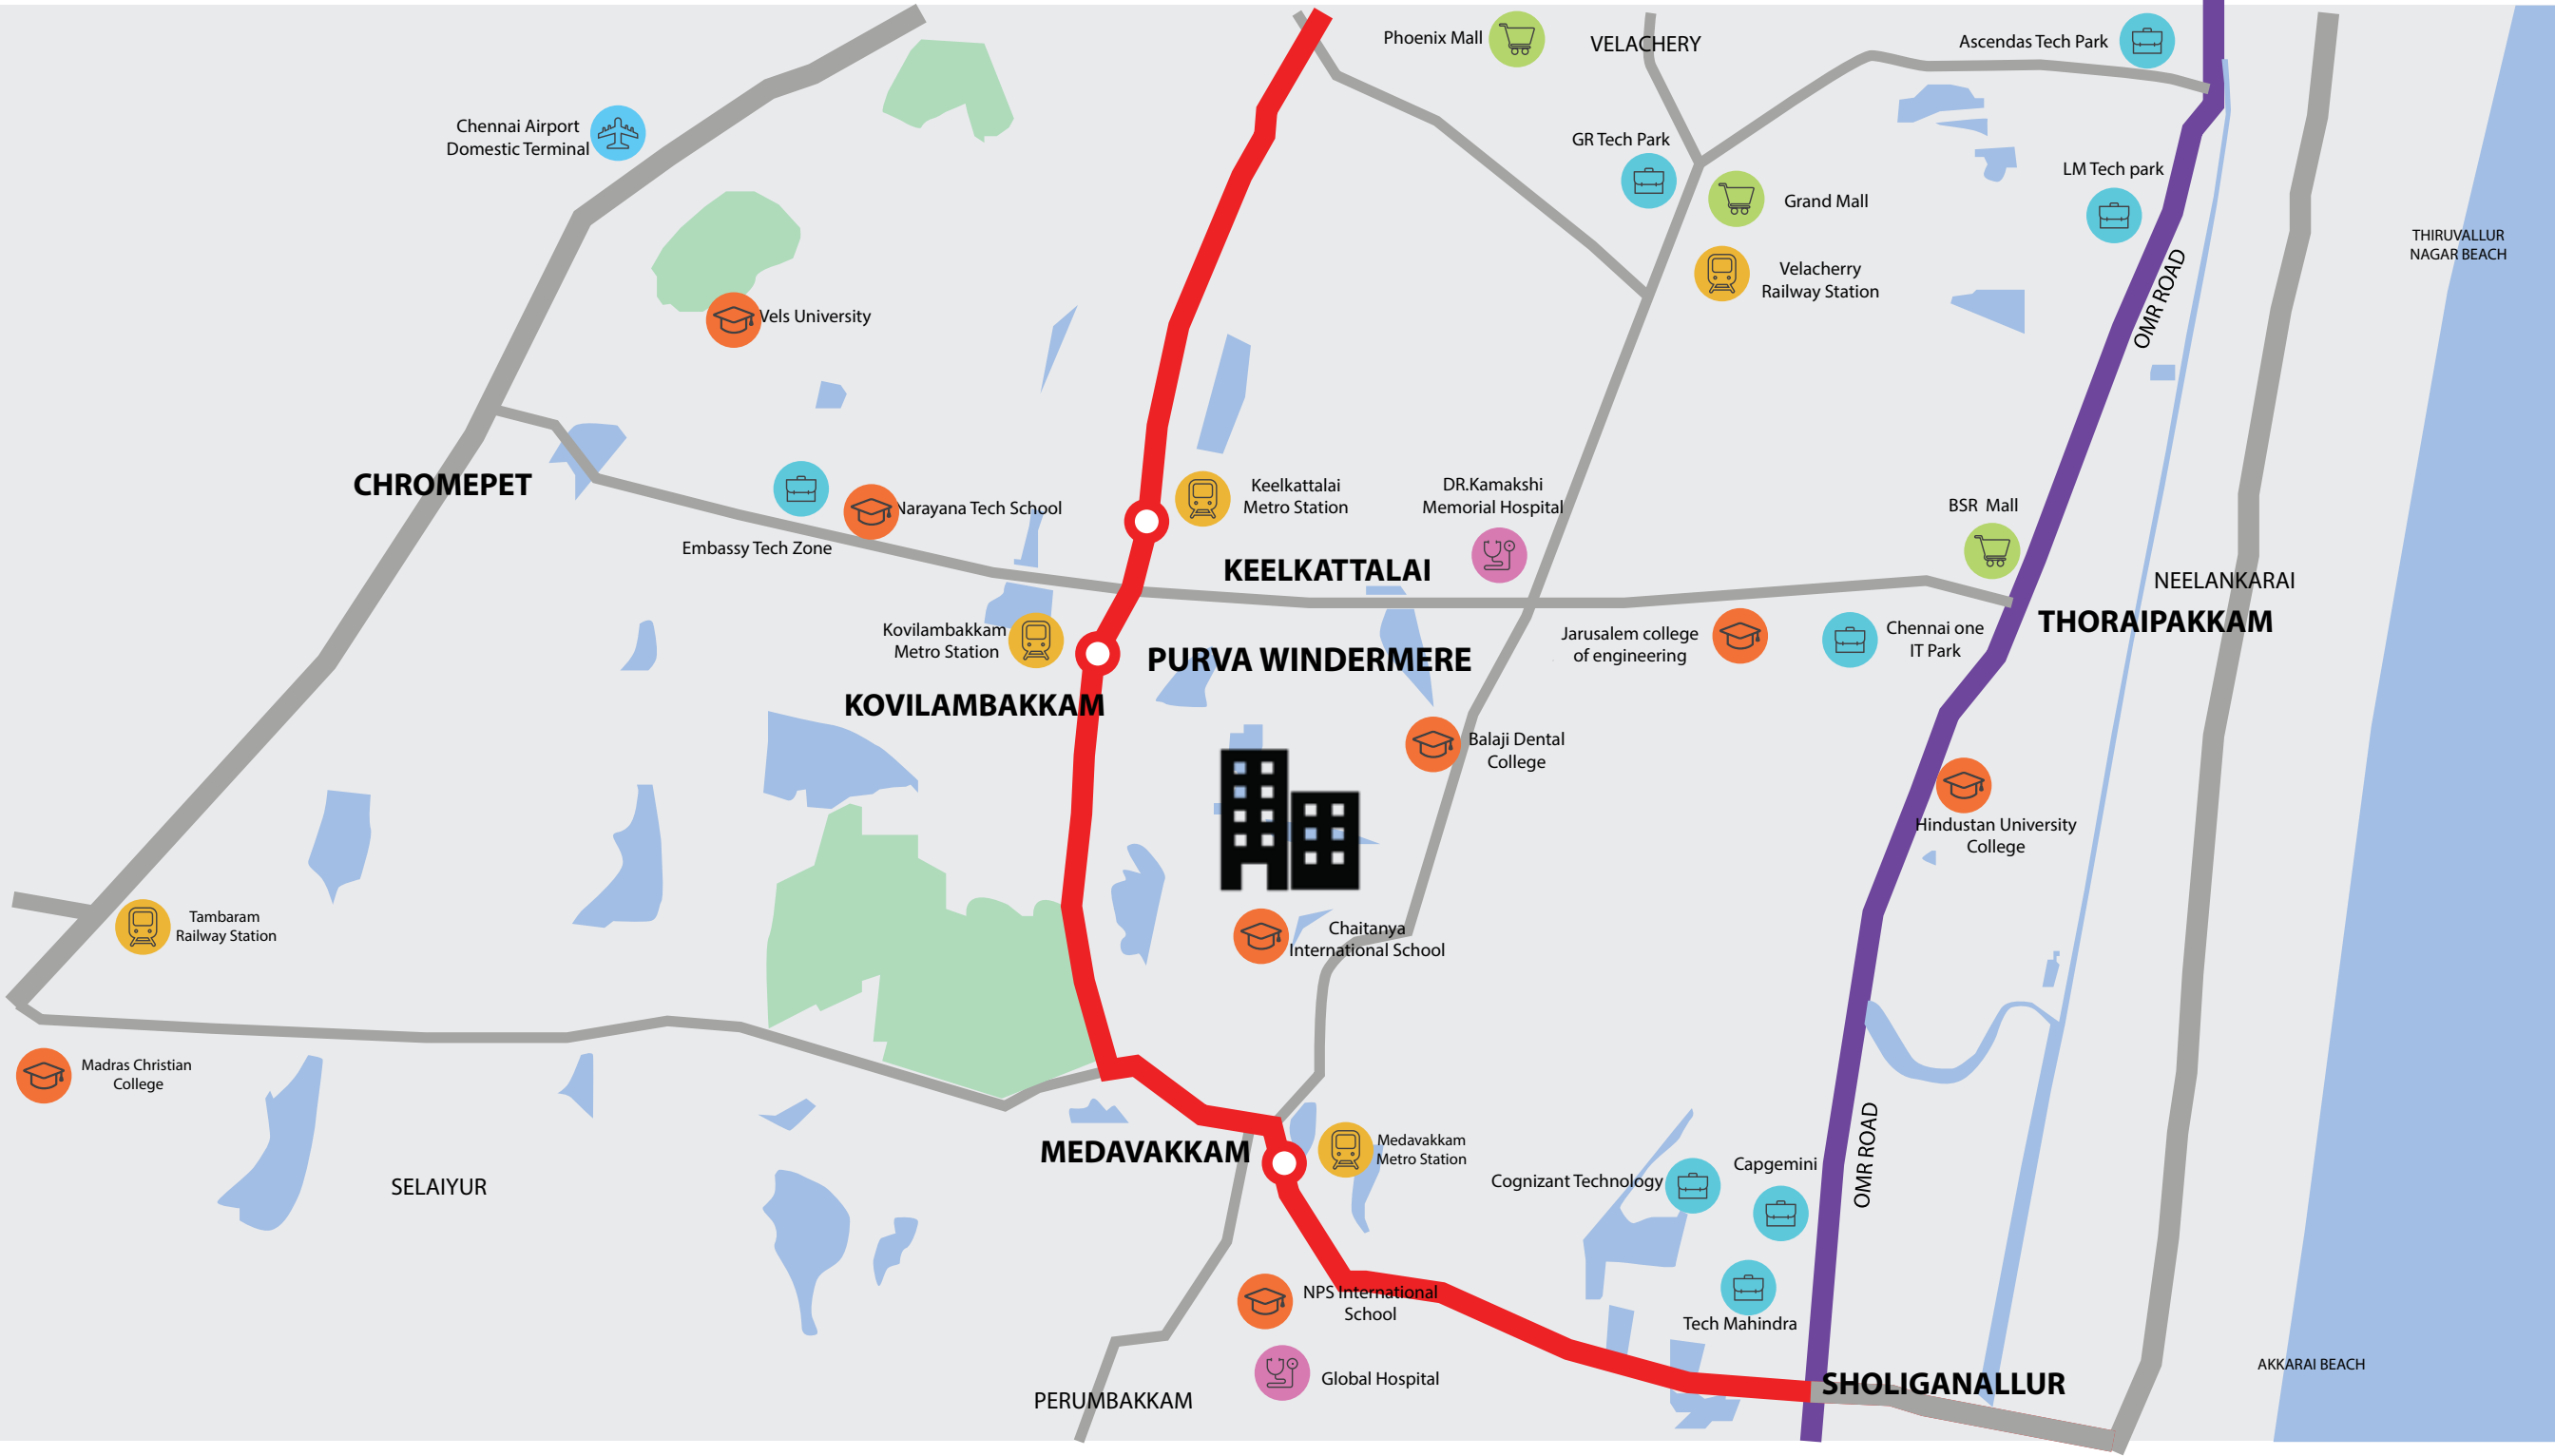 Phoenix Mall
VELACHERY
Ascendas Tech Park
Chennai Airport
Domestic Terminal
GR Tech Park
LM Tech park
Grand Mall
THIRUVALLUR
NAGAR BEACH
Velacherry
Railway Station
OMR ROAD
Vels University
CHROMEPET
Keelkattalai
Metro Station
DR.Kamakshi
Memorial Hospital
Narayana Tech School
BSR  Mall
Embassy Tech Zone
KEELKATTALAI
NEELANKARAI
THORAIPAKKAM
Kovilambakkam
Metro Station
Jarusalem college
of engineering
Chennai one
IT Park
PURVA WINDERMERE
KOVILAMBAKKAM
Balaji Dental
College
Hindustan University
College
Tambaram
Railway Station
Chaitanya
International School
Madras Christian
College
MEDAVAKKAM
Medavakkam
Metro Station
OMR ROAD
Capgemini
Cognizant Technology
SELAIYUR
NPS International
School
Tech Mahindra
AKKARAI BEACH
Global Hospital
SHOLIGANALLUR
PERUMBAKKAM